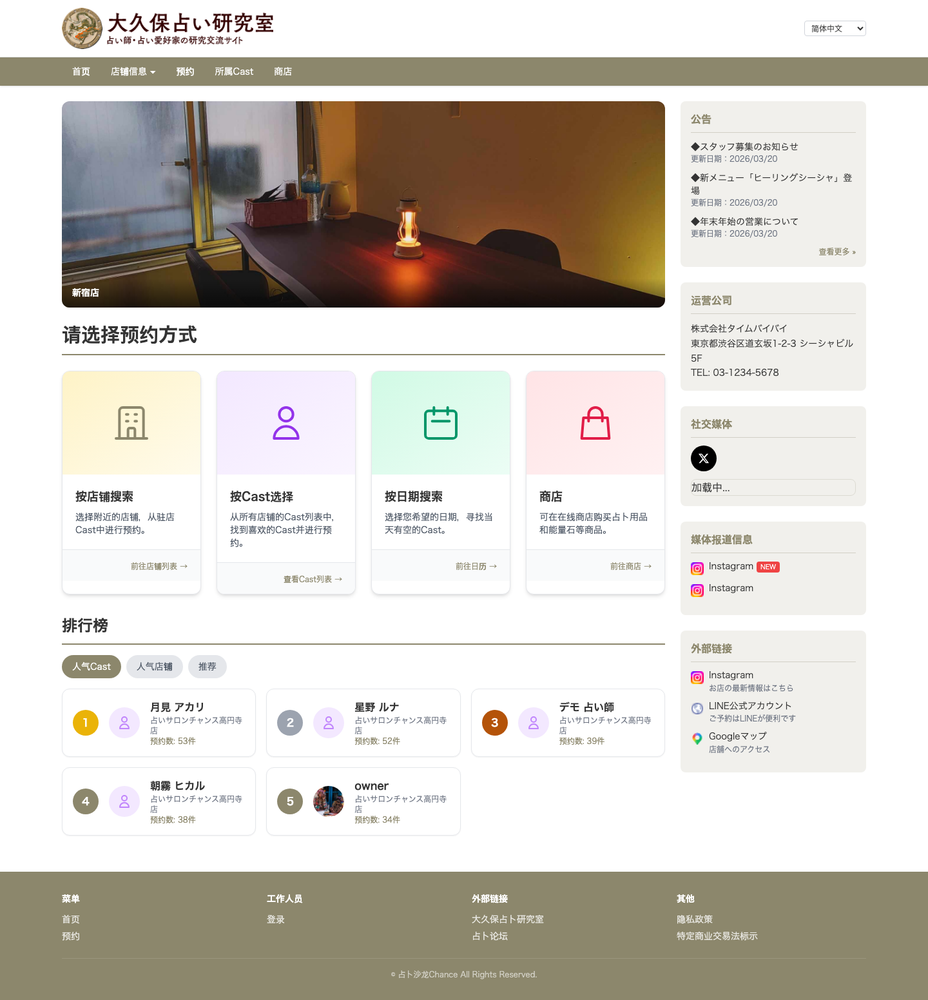 大久保占い研究室
占い師・占い愛好家の研究交流サイト
简体中文
首页
店铺信息
预约
所属Cast
商店
新宿店
请选择预约方式
按店铺搜索
选择附近的店铺，从驻店
Cast中进行预约。
前往店铺列表 →
按Cast选择
从所有店铺的Cast列表中，
找到喜欢的Cast并进行预
约。
查看Cast列表 →
按日期搜索
选择您希望的日期，寻找当
天有空的Cast。
前往日历 →
商店
可在在线商店购买占卜用品
和能量石等商品。
前往商店 →
排行榜
人气Cast
人气店铺
推荐
1
月見 アカリ
占いサロンチャンス高円寺
店
预约数: 53件
2
星野 ルナ
占いサロンチャンス高円寺
店
预约数: 52件
3
デモ 占い師
占いサロンチャンス高円寺
店
预约数: 39件
4
朝霧 ヒカル
占いサロンチャンス高円寺
店
预约数: 38件
5
owner
占いサロンチャンス高円寺
店
预约数: 34件
公告
◆スタッフ募集のお知らせ
更新日期：2026/03/20
◆新メニュー「ヒーリングシーシャ」登
場
更新日期：2026/03/20
◆年末年始の営業について
更新日期：2026/03/20
查看更多 »
运营公司
株式会社タイムバイバイ
東京都渋谷区道玄坂1-2-3 シーシャビル
5F
TEL: 03-1234-5678
社交媒体
加载中...
媒体报道信息
Instagram NEW
Instagram
外部链接
Instagram
お店の最新情報はこちら
LINE公式アカウント
ご予約はLINEが便利です
Googleマップ
店舗へのアクセス
菜单
首页
预约
工作人员
登录
外部链接
大久保占卜研究室
占卜论坛
其他
隐私政策
特定商业交易法标示
© 占卜沙龙Chance All Rights Reserved.